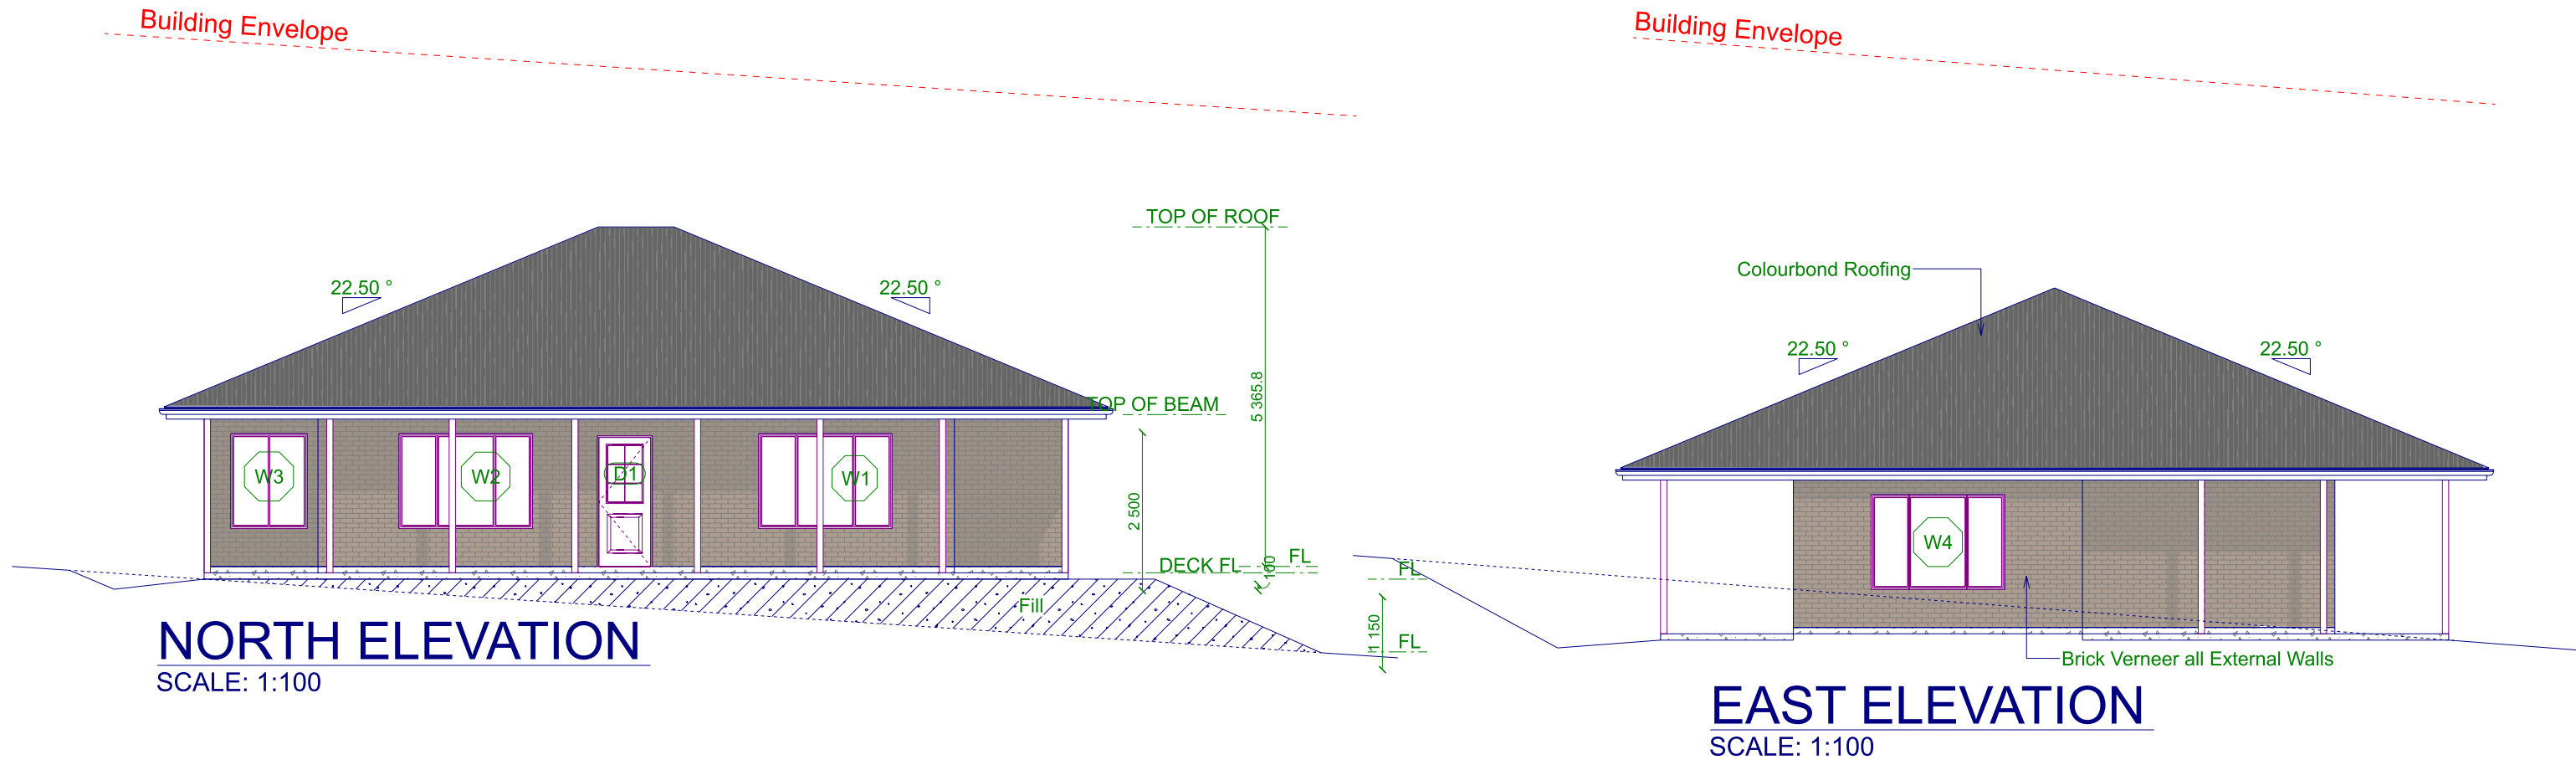 Building Envelope
Building Envelope
TOP OF ROOF
Colourbond Roofing
22.50 °
22.50 °
22.50 °
22.50 °
5 365.8
TOP OF BEAM
W3
W2
D1
W1
2 500
W4
DECK FL
FL
100
FL
Fill
1 150
FL
NORTH ELEVATION
SCALE: 1:100
Brick Verneer all External Walls
EAST ELEVATION
SCALE: 1:100